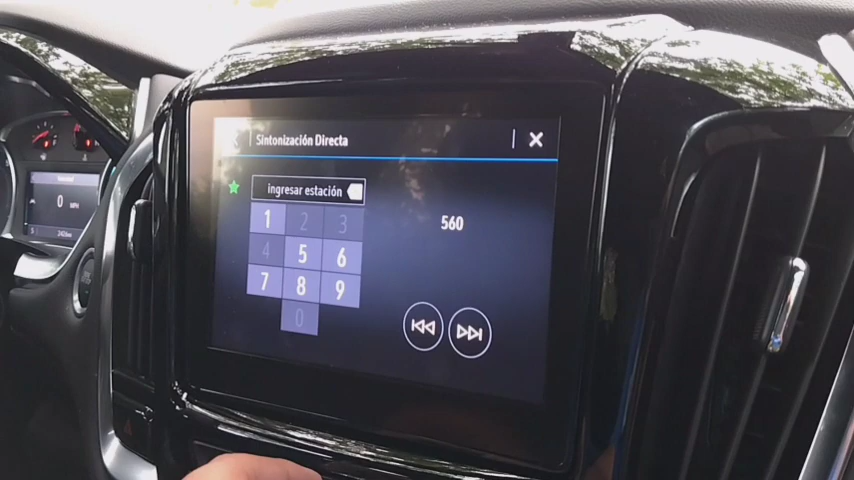 Sintonización Directa
ingresar estación
560
1 2 3
4 5 6
7 8 9
0
0 MPH